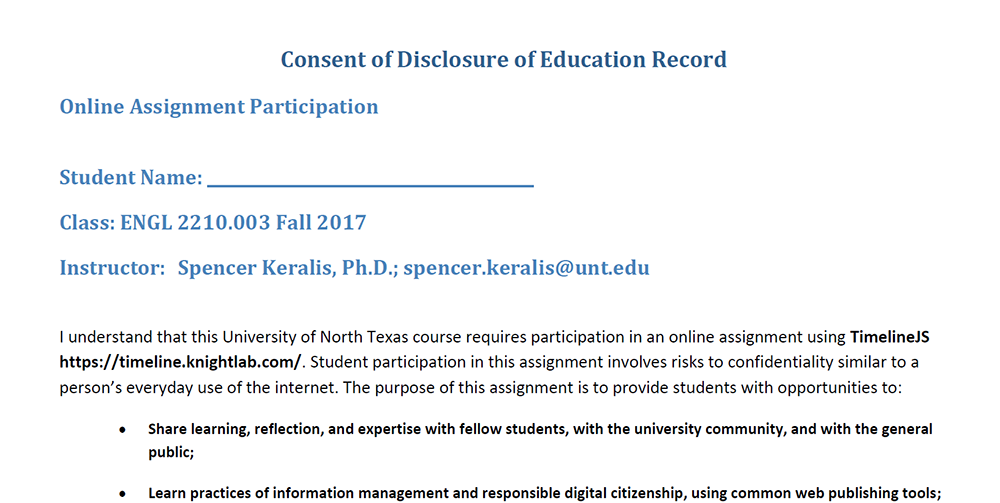 Consent of Disclosure of Education Record
Online Assignment Participation
Student Name: ______________________________
Class: ENGL 2210.003 Fall 2017
Instructor: Spencer Keralis, Ph.D.; spencer.keralis@unt.edu
I understand that this University of North Texas course requires participation in an online assignment using TimelineJS
https://timeline.knightlab.com/. Student participation in this assignment involves risks to confidentiality similar to a
person’s everyday use of the internet. The purpose of this assignment is to provide students with opportunities to:
• Share learning, reflection, and expertise with fellow students, with the university community, and with the general
public;
• Learn practices of information management and responsible digital citizenship, using common web publishing tools;